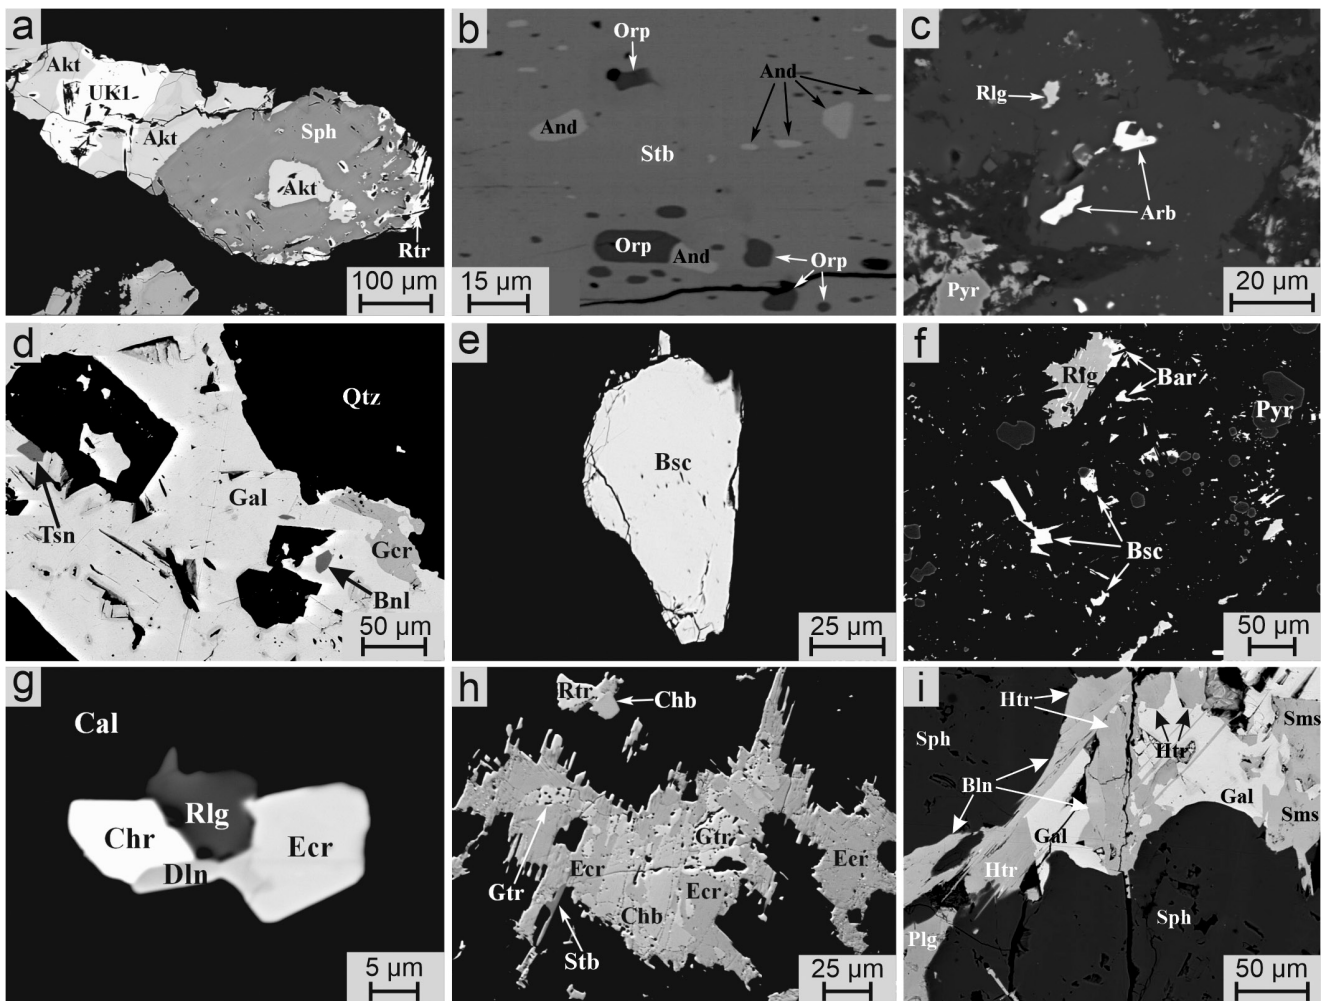 a
Akt
UK1
Akt
Sph
Akt
Rtr
100 µm
b
Orp
And
And
Stb
Orp
And
Orp
15 µm
c
Rlg
Arb
Pyr
20 µm
d
Qtz
Gal
Tsn
Gcr
Bnl
50 µm
e
Bsc
25 µm
f
Rlg
Bar
Pyr
Bsc
50 µm
g
Cal
Rlg
Chr
Ecr
Dln
5 µm
h
Rtr
Chb
Gtr
Ecr
Ecr
Gtr
Ecr
Chb
Stb
25 µm
i
Htr
Sms
Sph
Htr
Bln
Gal
Sms
Gal
Htr
Sph
Plg
50 µm